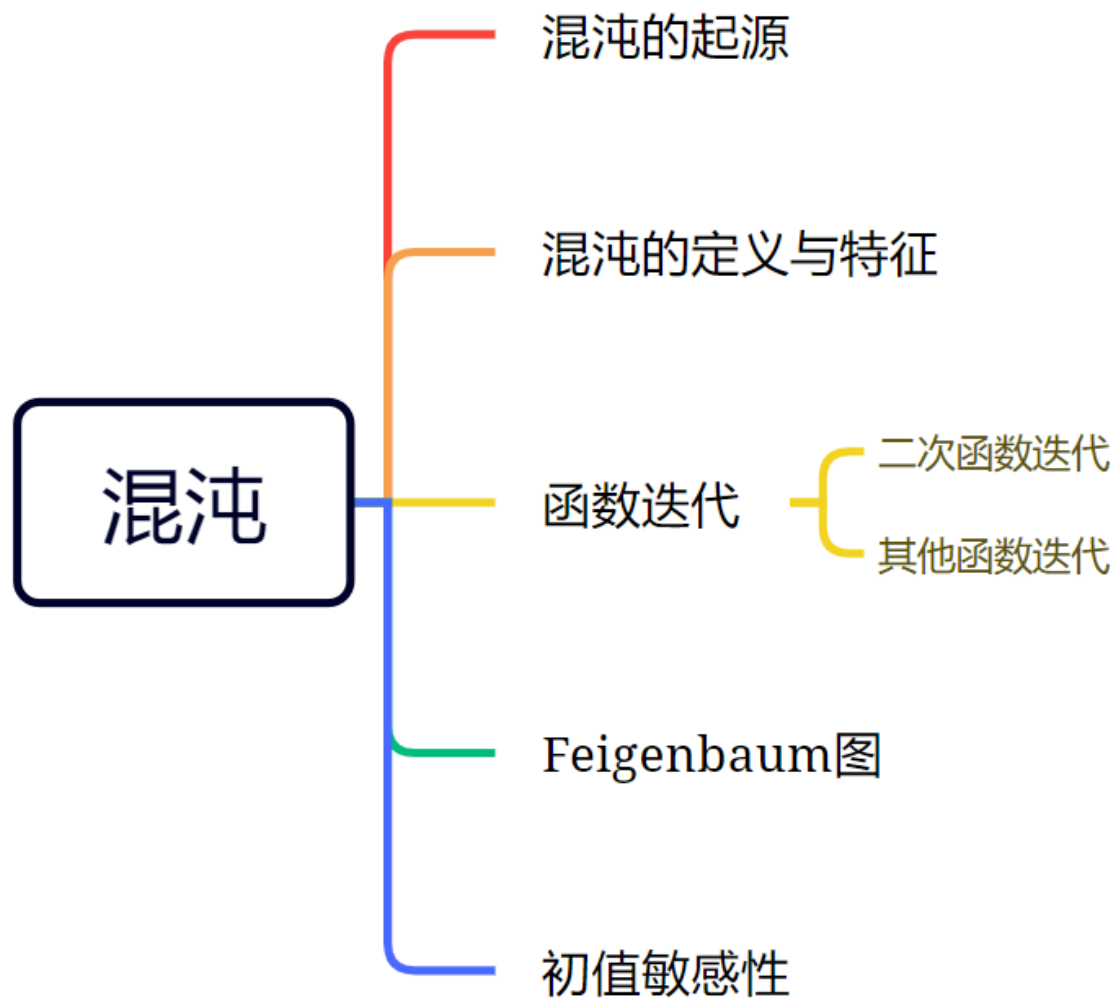 混沌的起源
混沌的定义与特征
混沌
函数迭代
二次函数迭代
其他函数迭代
Feigenbaum图
初值敏感性